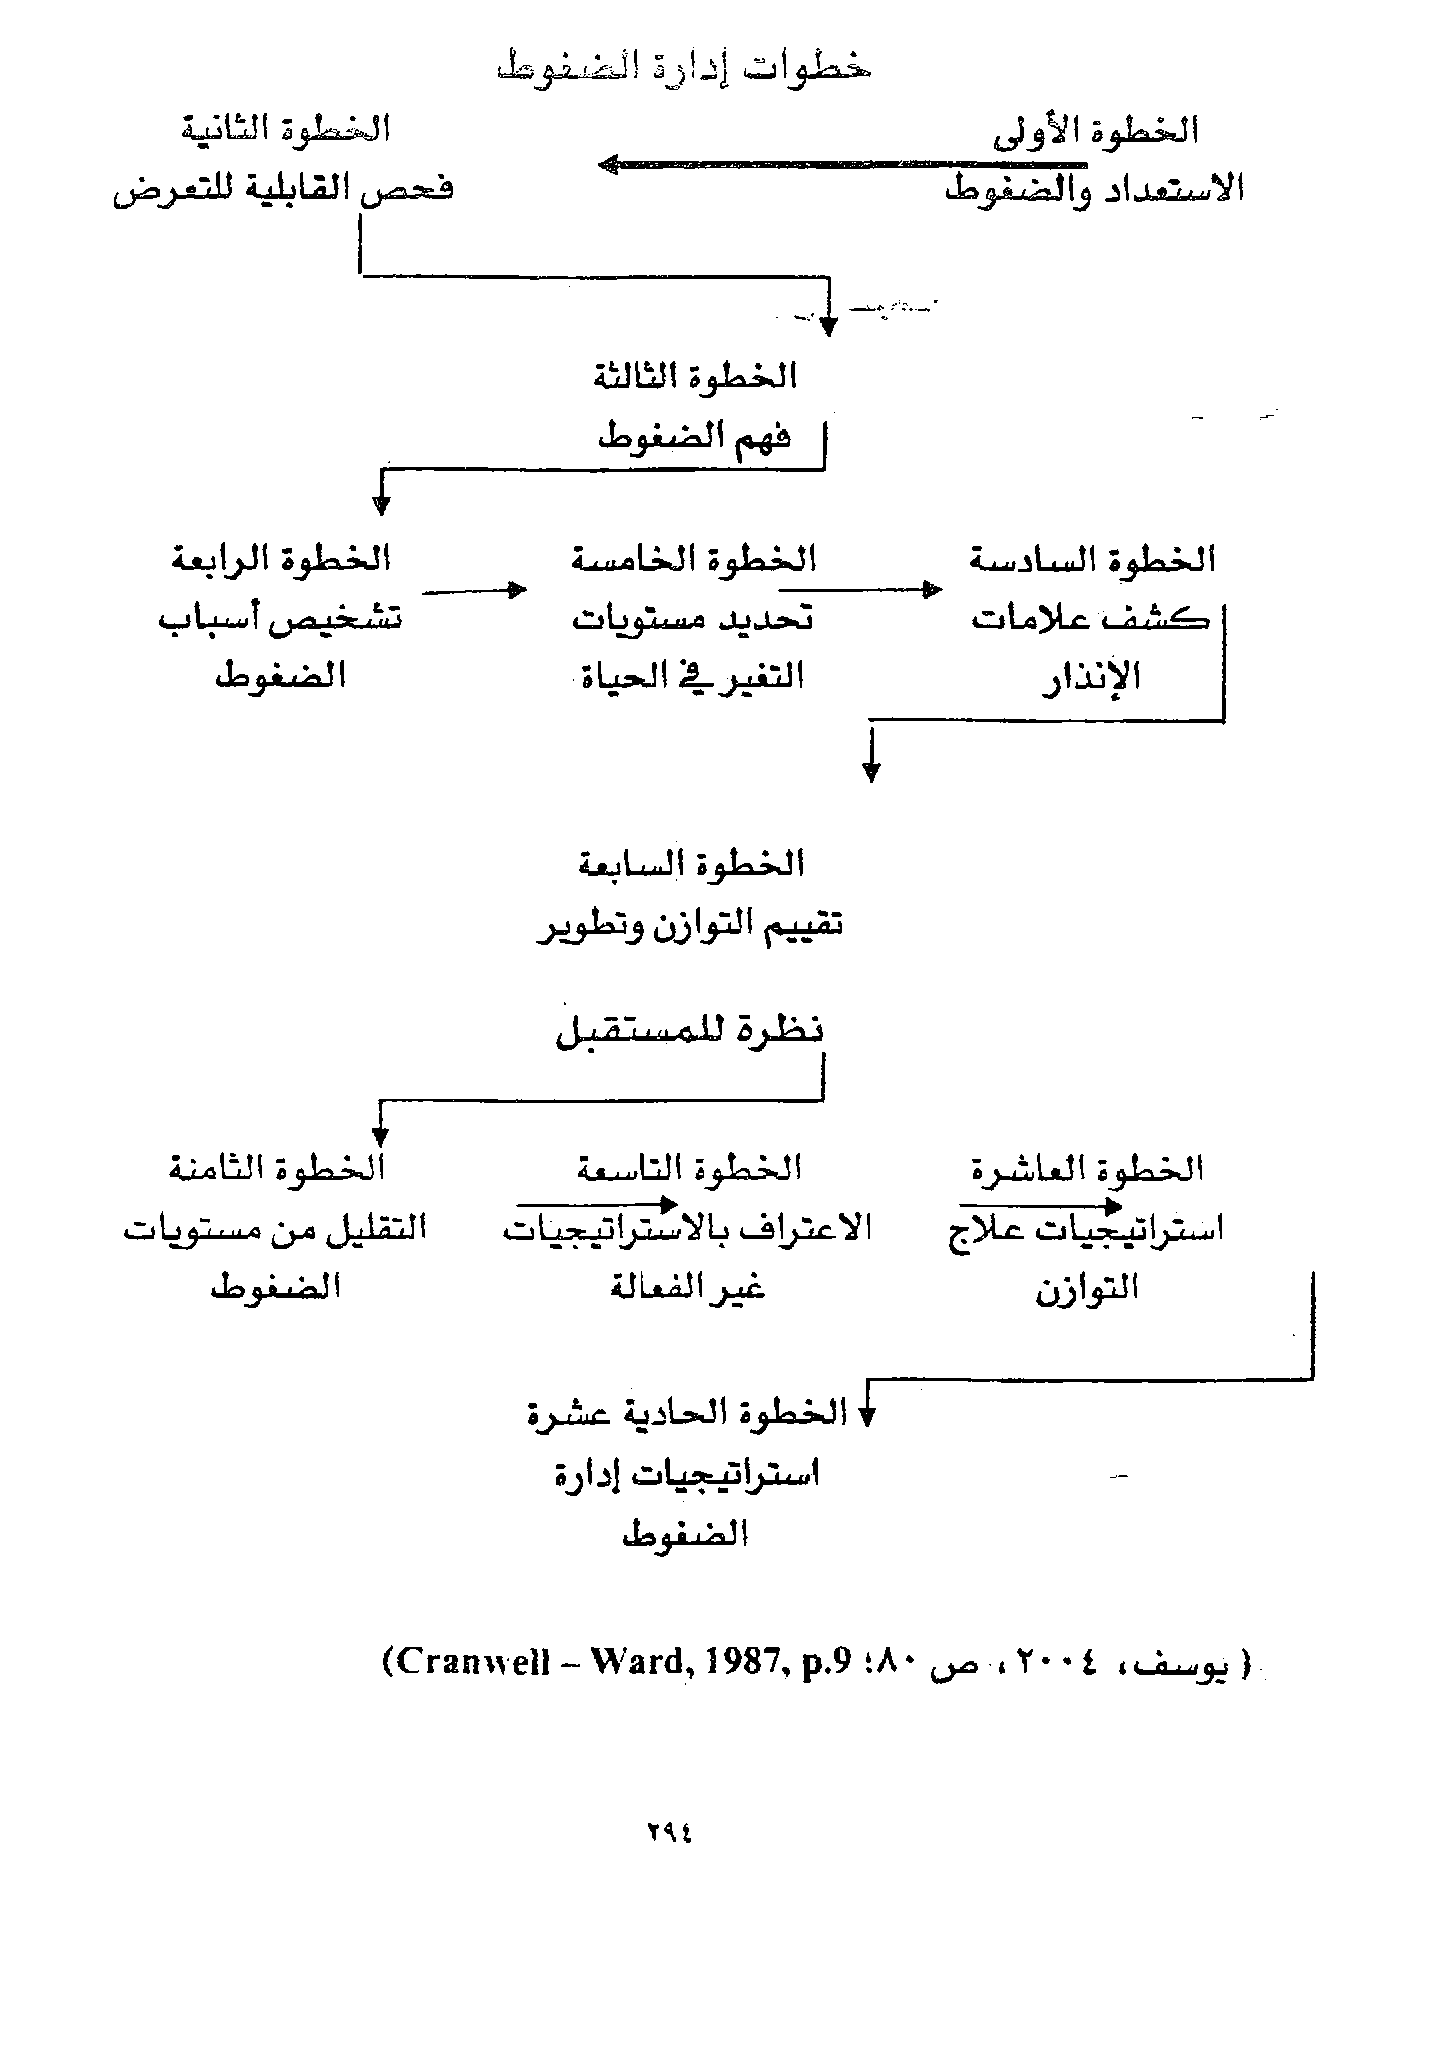 خطوات إدارة الضغوط
الخطوة الأولى
الاستعداد والضغوط
الخطوة الثانية
فحص القابلية للتعرض
الخطوة الثالثة
فهم الضغوط
الخطوة الرابعة
تشخيص أسباب
الضغوط
الخطوة الخامسة
تحديد مستويات
التغير في الحياة
الخطوة السادسة
كشف علامات
الإنذار
الخطوة السابعة
تقييم التوازن وتطوير
نظرة للمستقبل
الخطوة الثامنة
التقليل من مستويات
الضغوط
الخطوة التاسعة
الاعتراف بالاستراتيجيات
غير الفعالة
الخطوة العاشرة
استراتيجيات علاج
التوازن
الخطوة الحادية عشرة
استراتيجيات إدارة
الضغوط
( يوسف، ٢٠٠٤، ص ٨٠؛ Cranwell – Ward, 1987, p.9)
٢٩٤